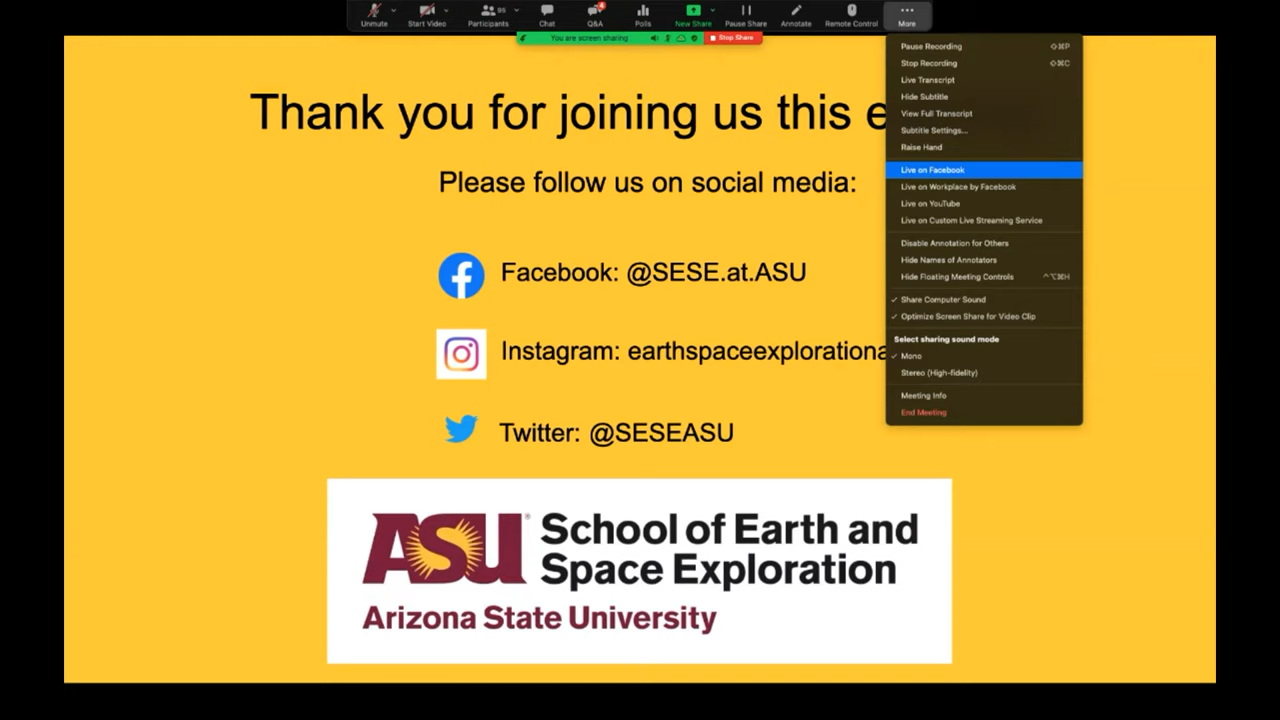 Unmute
Start Video
Participants
96
Chat
Q&A
4
Polls
New Share
Pause Share
Annotate
Remote Control
More
You are screen sharing
Stop Share
Pause Recording ⇧⌘P
Stop Recording ⇧⌘C
Live Transcript
Hide Subtitle
View Full Transcript
Subtitle Settings...
Raise Hand
Live on Facebook
Live on Workplace by Facebook
Live on YouTube
Live on Custom Live Streaming Service
Disable Annotation for Others
Hide Names of Annotators
Hide Floating Meeting Controls ^⌥⌘H
✓ Share Computer Sound
✓ Optimize Screen Share for Video Clip
Select sharing sound mode
✓ Mono
Stereo (High-fidelity)
Meeting Info
End Meeting
Thank you for joining us this e
Please follow us on social media:
Facebook: @SESE.at.ASU
Instagram: earthspaceexplorationa
Twitter: @SESEASU
ASU® School of Earth and
Space Exploration
Arizona State University